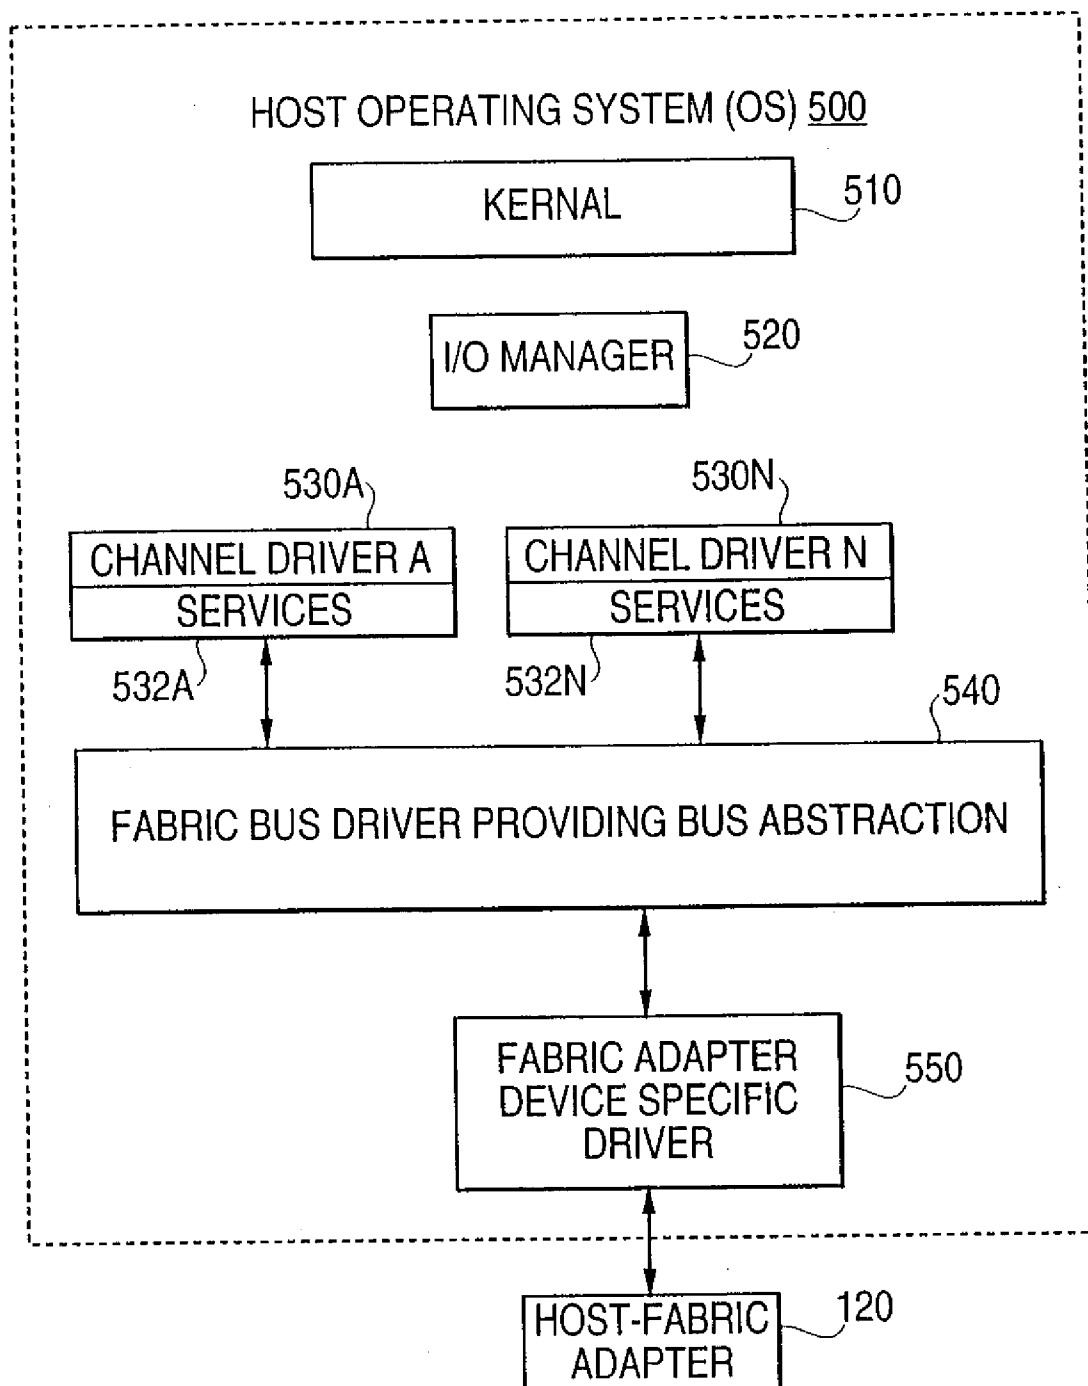 HOST OPERATING SYSTEM (OS) 500
KERNAL
510
I/O MANAGER
520
530A
530N
CHANNEL DRIVER A
SERVICES
CHANNEL DRIVER N
SERVICES
532A
532N
540
FABRIC BUS DRIVER PROVIDING BUS ABSTRACTION
FABRIC ADAPTER
DEVICE SPECIFIC
DRIVER
550
HOST-FABRIC
ADAPTER
120